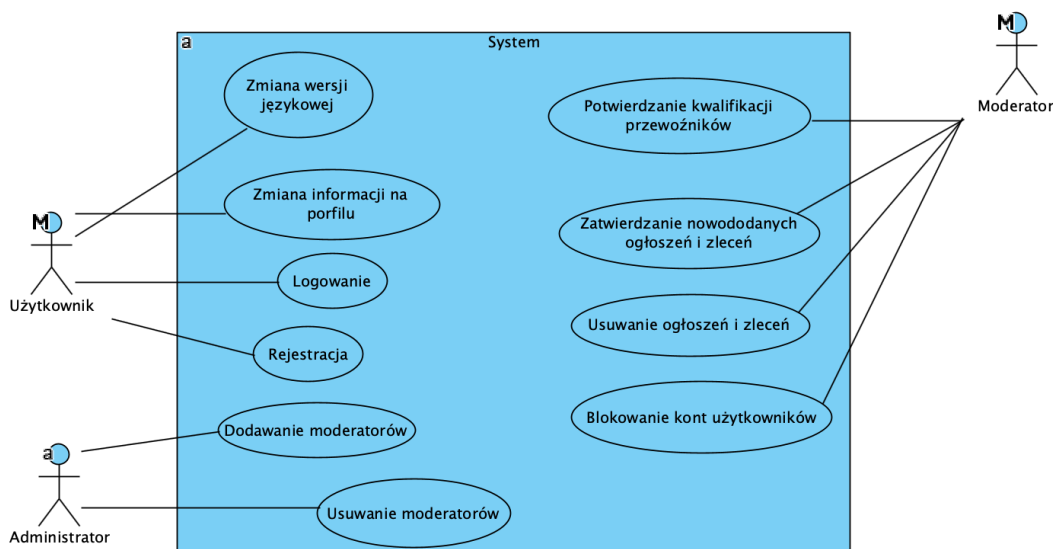 a
System
M
Moderator
Zmiana wersji
językowej
Potwierdzanie kwalifikacji
przewoźników
Zmiana informacji na
porfilu
M
Użytkownik
Zatwierdzanie nowododanych
ogłoszeń i zleceń
Logowanie
Usuwanie ogłoszeń i zleceń
Rejestracja
Blokowanie kont użytkowników
Dodawanie moderatorów
a
Administrator
Usuwanie moderatorów